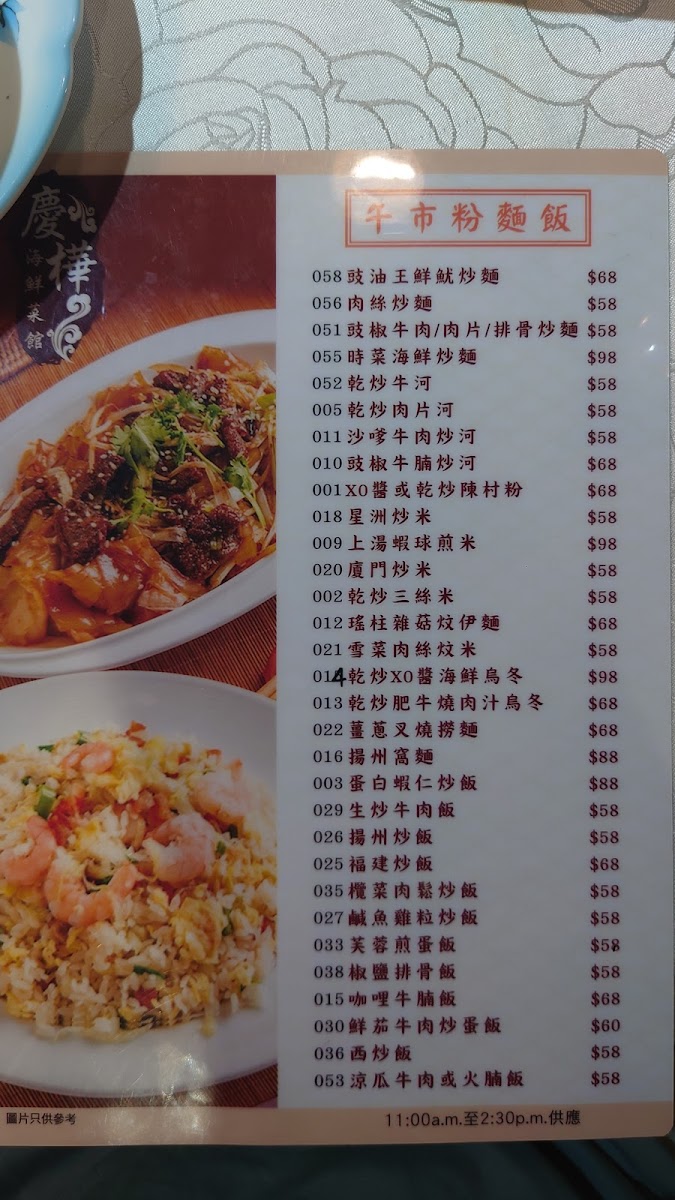 慶樺
海鮮菜館
午市粉麵飯
058 豉油王鮮魷炒麵 $68
056 肉絲炒麵 $58
051 豉椒牛肉/肉片/排骨炒麵 $58
055 時菜海鮮炒麵 $98
052 乾炒牛河 $58
005 乾炒肉片河 $58
011 沙嗲牛肉炒河 $58
010 豉椒牛腩炒河 $68
001 XO醬或乾炒陳村粉 $68
018 星洲炒米 $58
009 上湯蝦球煎米 $98
020 廈門炒米 $58
002 乾炒三絲米 $58
012 瑤柱雜菇炆伊麵 $68
021 雪菜肉絲炆米 $58
014 乾炒XO醬海鮮烏冬 $98
013 乾炒肥牛燒肉汁烏冬 $68
022 薑蔥叉燒撈麵 $68
016 揚州窩麵 $88
003 蛋白蝦仁炒飯 $88
029 生炒牛肉飯 $58
026 揚州炒飯 $58
025 福建炒飯 $68
035 欖菜肉鬆炒飯 $58
027 鹹魚雞粒炒飯 $58
033 芙蓉煎蛋飯 $58
038 椒鹽排骨飯 $58
015 咖哩牛腩飯 $68
030 鮮茄牛肉炒蛋飯 $60
036 西炒飯 $58
053 涼瓜牛肉或火腩飯 $58
圖片只供參考
11:00a.m.至2:30p.m.供應